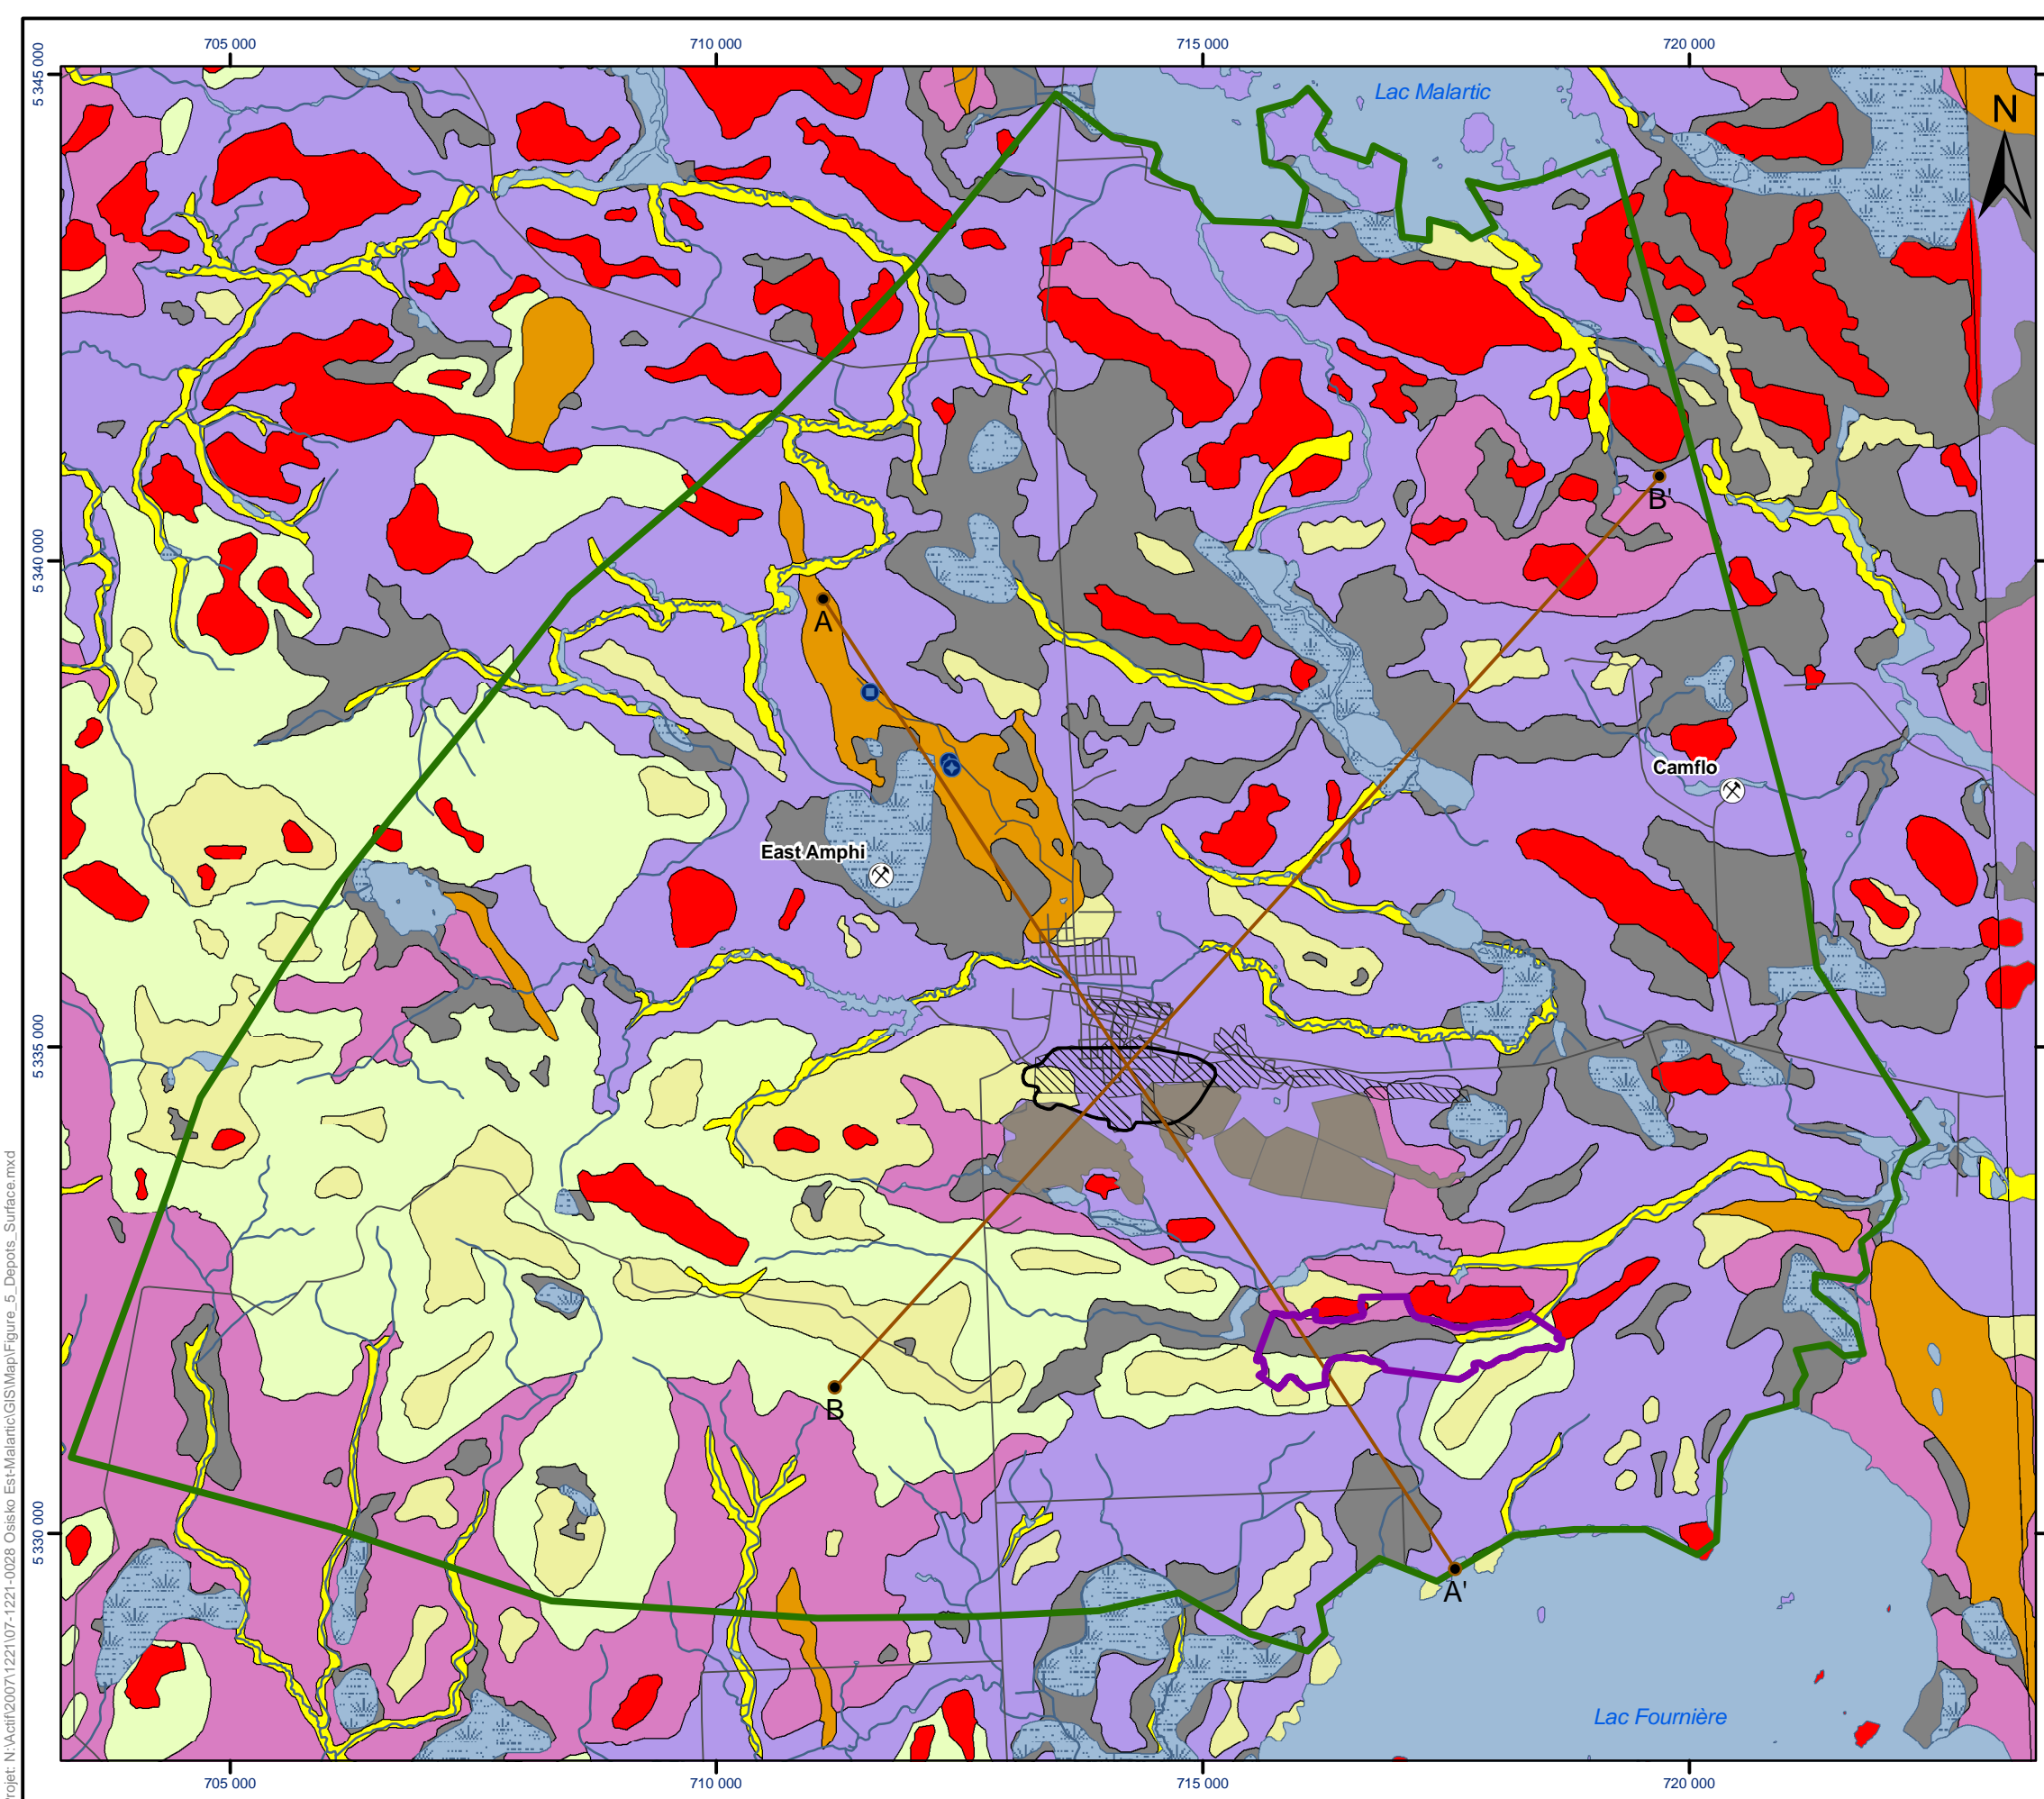 705 000
710 000
715 000
720 000
5 345 000
Lac Malartic
N
B'
5 340 000
A
Camflo
East Amphi
5 335 000
B
5 330 000
A'
Lac Fournière
Projet: N:\Actif\2007\1221\07-1221-0028 Osisko Est-Malartic\GIS\Map\Figure_5_Depots_Surface.mxd
705 000
710 000
715 000
720 000